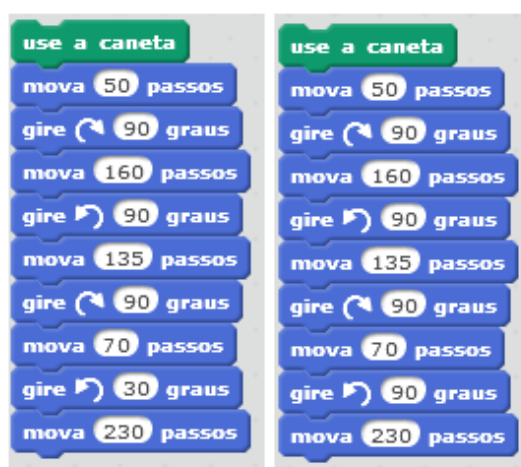 use a caneta
mova 50 passos
gire 90 graus
mova 160 passos
gire 90 graus
mova 135 passos
gire 90 graus
mova 70 passos
gire 30 graus
mova 230 passos
use a caneta
mova 50 passos
gire 90 graus
mova 160 passos
gire 90 graus
mova 135 passos
gire 90 graus
mova 70 passos
gire 90 graus
mova 230 passos